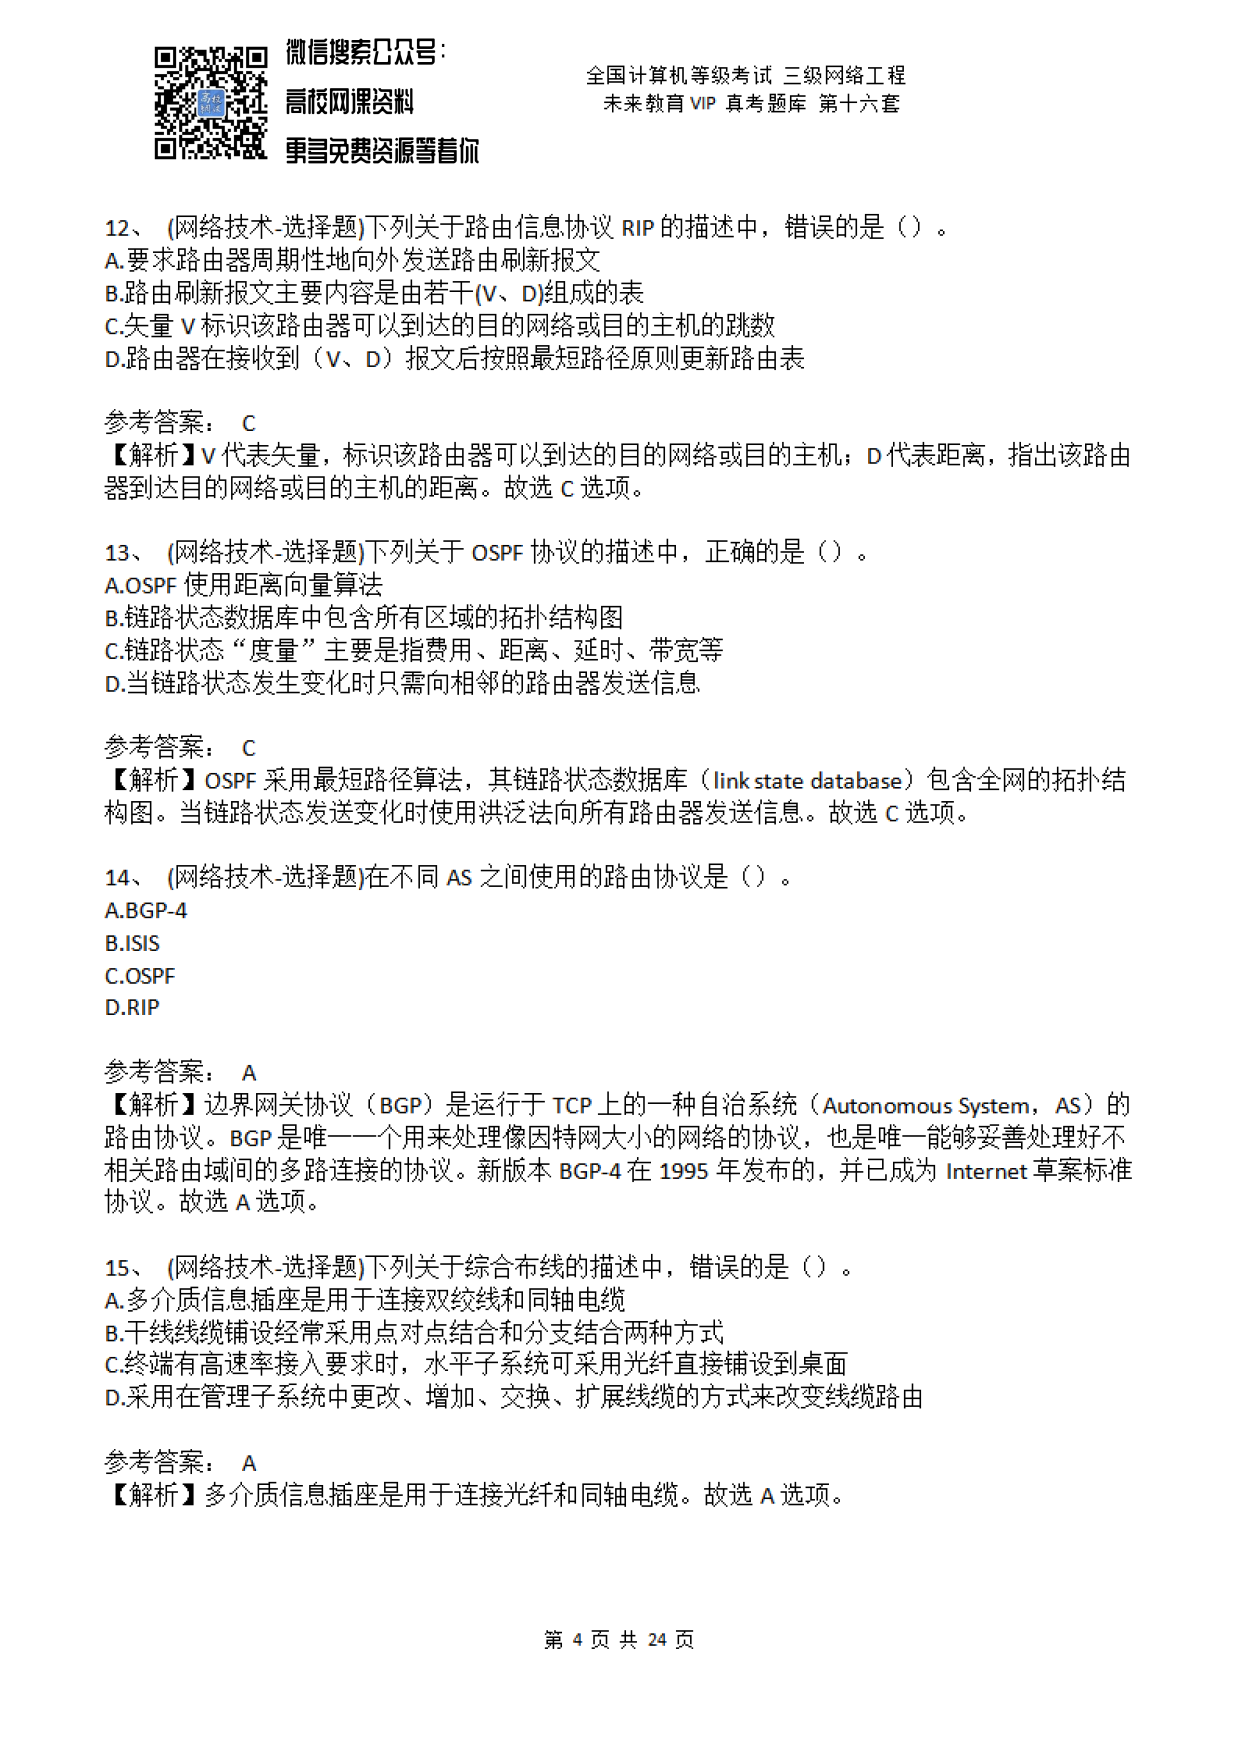 微信搜索公众号：
高校网课资料
更多免费资源等着你
全国计算机等级考试 三级网络工程
未来教育 VIP 真考题库 第十六套
12、 (网络技术-选择题)下列关于路由信息协议 RIP 的描述中，错误的是（）。
A.要求路由器周期性地向外发送路由刷新报文
B.路由刷新报文主要内容是由若干(V、D)组成的表
C.矢量 V 标识该路由器可以到达的目的网络或目的主机的跳数
D.路由器在接收到（V、D）报文后按照最短路径原则更新路由表
参考答案： C
【解析】V 代表矢量，标识该路由器可以到达的目的网络或目的主机；D 代表距离，指出该路由
器到达目的网络或目的主机的距离。故选 C 选项。
13、 (网络技术-选择题)下列关于 OSPF 协议的描述中，正确的是（）。
A.OSPF 使用距离向量算法
B.链路状态数据库中包含所有区域的拓扑结构图
C.链路状态“度量”主要是指费用、距离、延时、带宽等
D.当链路状态发生变化时只需向相邻的路由器发送信息
参考答案： C
【解析】OSPF 采用最短路径算法，其链路状态数据库（link state database）包含全网的拓扑结
构图。当链路状态发送变化时使用洪泛法向所有路由器发送信息。故选 C 选项。
14、 (网络技术-选择题)在不同 AS 之间使用的路由协议是（）。
A.BGP-4
B.ISIS
C.OSPF
D.RIP
参考答案： A
【解析】边界网关协议（BGP）是运行于 TCP 上的一种自治系统（Autonomous System，AS）的
路由协议。BGP 是唯一一个用来处理像因特网大小的网络的协议，也是唯一能够妥善处理好不
相关路由域间的多路连接的协议。新版本 BGP-4 在 1995 年发布的，并已成为 Internet 草案标准
协议。故选 A 选项。
15、 (网络技术-选择题)下列关于综合布线的描述中，错误的是（）。
A.多介质信息插座是用于连接双绞线和同轴电缆
B.干线线缆铺设经常采用点对点结合和分支结合两种方式
C.终端有高速率接入要求时，水平子系统可采用光纤直接铺设到桌面
D.采用在管理子系统中更改、增加、交换、扩展线缆的方式来改变线缆路由
参考答案： A
【解析】多介质信息插座是用于连接光纤和同轴电缆。故选 A 选项。
第 4 页 共 24 页